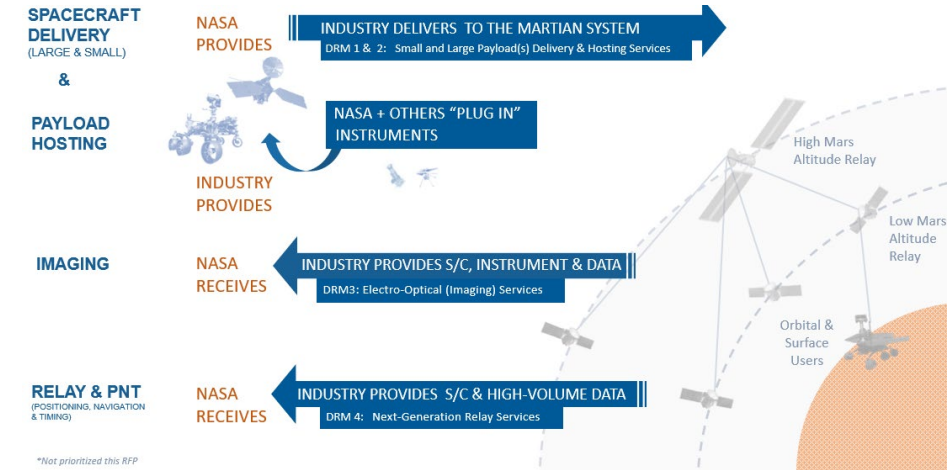 SPACECRAFT
DELIVERY
(LARGE & SMALL)
&
PAYLOAD
HOSTING
NASA
PROVIDES
INDUSTRY DELIVERS TO THE MARTIAN SYSTEM
DRM 1 & 2: Small and Large Payload(s) Delivery & Hosting Services
NASA + OTHERS “PLUG IN”
INSTRUMENTS
INDUSTRY
PROVIDES
IMAGING
NASA
RECEIVES
INDUSTRY PROVIDES S/C, INSTRUMENT & DATA
DRM3: Electro-Optical (Imaging) Services
RELAY & PNT
(POSITIONING, NAVIGATION
& TIMING)
NASA
RECEIVES
INDUSTRY PROVIDES S/C & HIGH-VOLUME DATA
DRM 4: Next-Generation Relay Services
High Mars
Altitude Relay
Low Mars
Altitude
Relay
Orbital &
Surface
Users
*Not prioritized this RFP